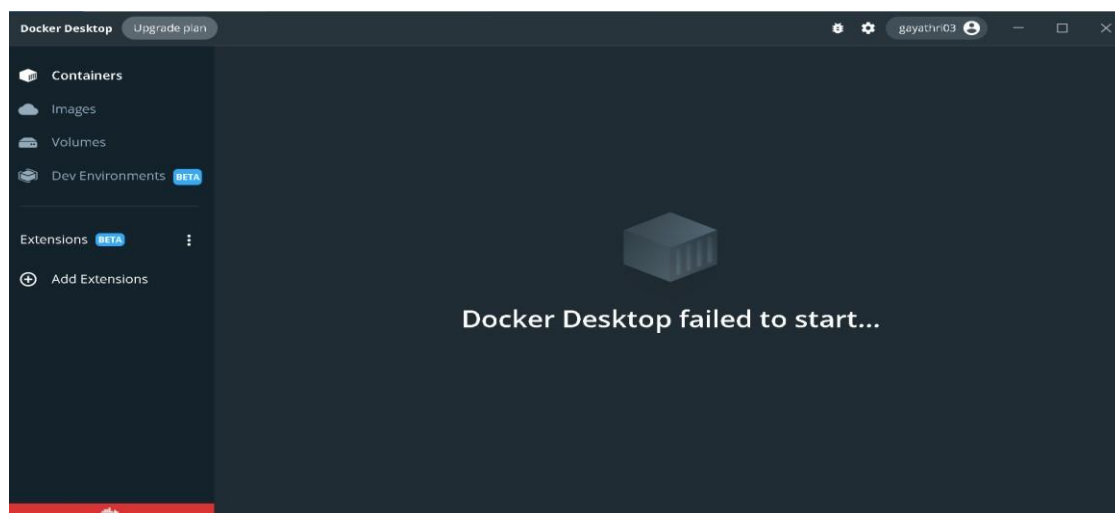 Docker Desktop Upgrade plan
gayathri03
Containers
Images
Volumes
Dev Environments BETA
Extensions BETA
Add Extensions
Docker Desktop failed to start...